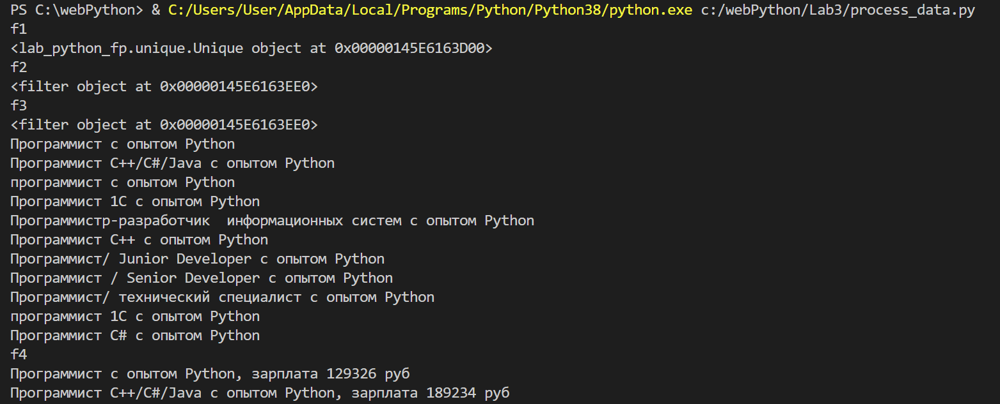 PS C:\webPython> & C:/Users/User/AppData/Local/Programs/Python/Python38/python.exe c:/webPython/Lab3/process_data.py
f1
<lab_python_fp.unique.Unique object at 0x00000145E6163D00>
f2
<filter object at 0x00000145E6163EE0>
f3
<filter object at 0x00000145E6163EE0>
Программист с опытом Python
Программист C++/C#/Java с опытом Python
программист с опытом Python
Программист 1С с опытом Python
Программистр-разработчик  информационных систем с опытом Python
Программист C++ с опытом Python
Программист/ Junior Developer с опытом Python
Программист / Senior Developer с опытом Python
Программист/ технический специалист с опытом Python
программист 1С с опытом Python
Программист C# с опытом Python
f4
Программист с опытом Python, зарплата 129326 руб
Программист C++/C#/Java с опытом Python, зарплата 189234 руб